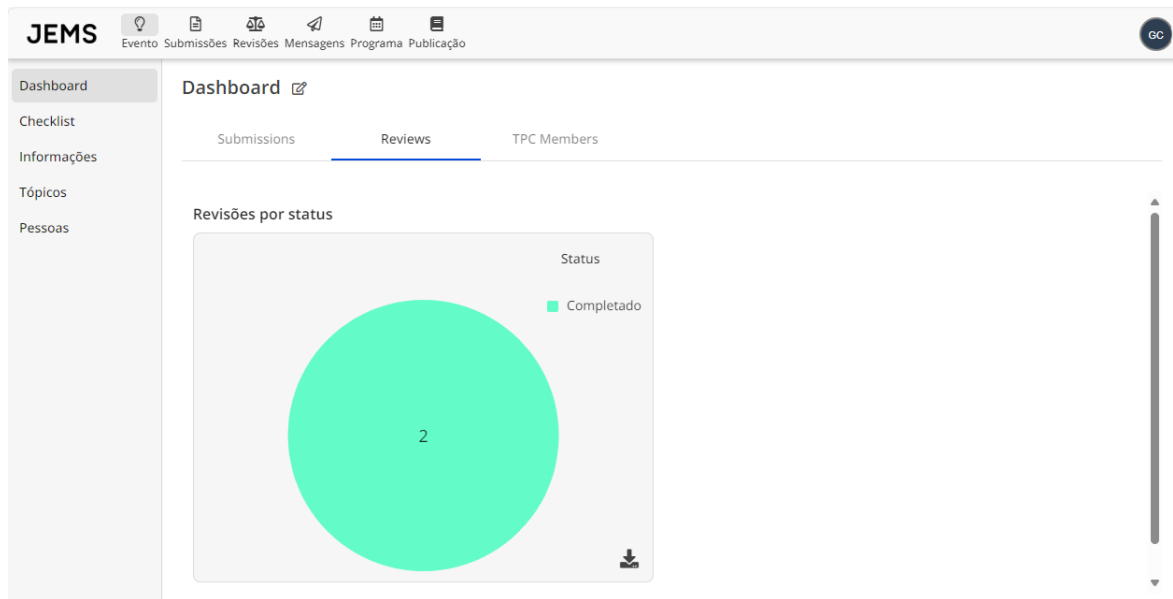 JEMS
Evento Submissões Revisões Mensagens Programa Publicação
GC
Dashboard
Checklist
Informações
Tópicos
Pessoas
Dashboard
Submissions Reviews TPC Members
Revisões por status
Status
Completado
2